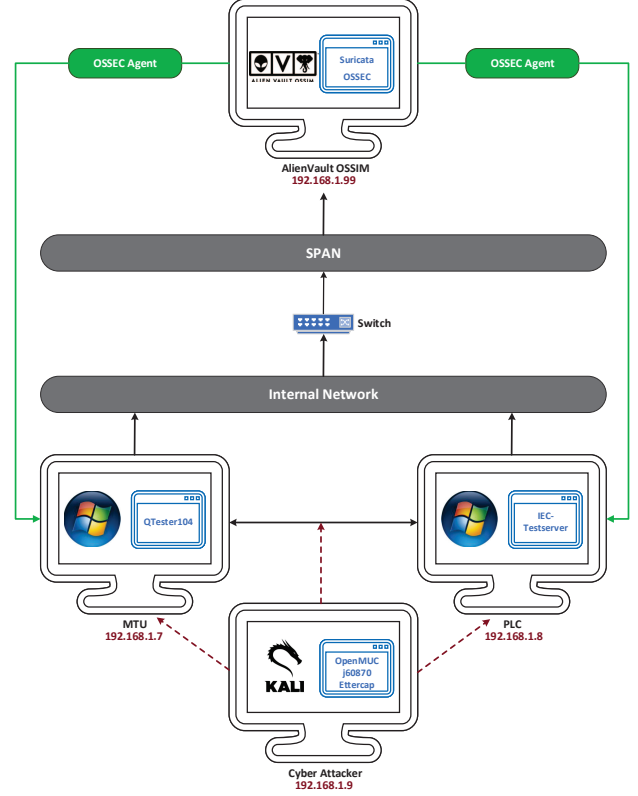 OSSEC Agent
Suricata
OSSEC
OSSEC Agent
ALIEN VAULT OSSIM
AlienVault OSSIM
192.168.1.99
SPAN
Switch
Internal Network
QTester104
IEC-
Testserver
MTU
192.168.1.7
PLC
192.168.1.8
KALI
OpenMUC
j60870
Ettercap
Cyber Attacker
192.168.1.9